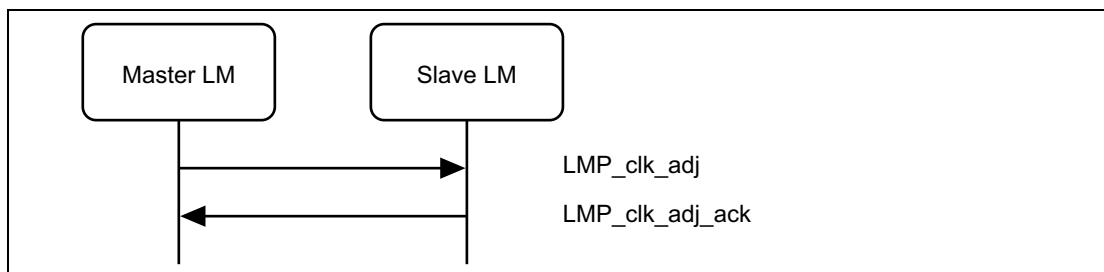 Master LM
Slave LM
LMP_clk_adj
LMP_clk_adj_ack